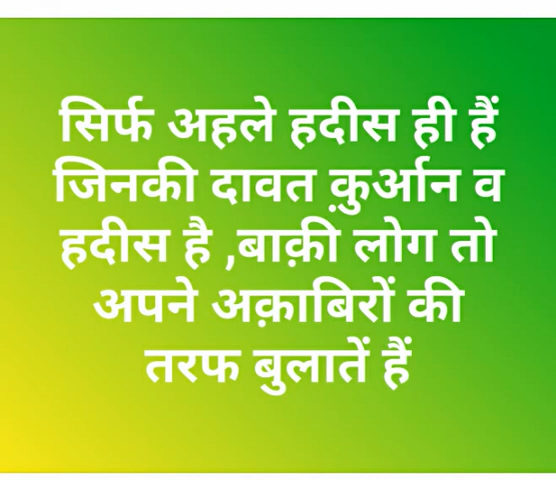 सिर्फ अहले हदीस ही हैं
जिनकी दावत क़ुर्आन व
हदीस है ,बाक़ी लोग तो
अपने अक़ाबिरों की
तरफ बुलातें हैं